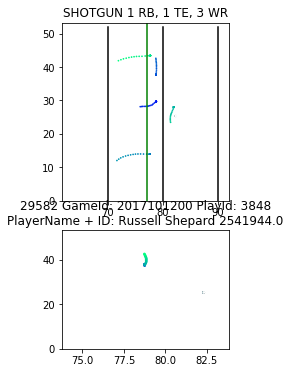 SHOTGUN 1 RB, 1 TE, 3 WR
50
40
30
20
10
0
70 80 90
29582 GameId: 2017101200 PlayId: 3848
PlayerName + ID: Russell Shepard 2541944.0
40
20
0
75.0 77.5 80.0 82.5